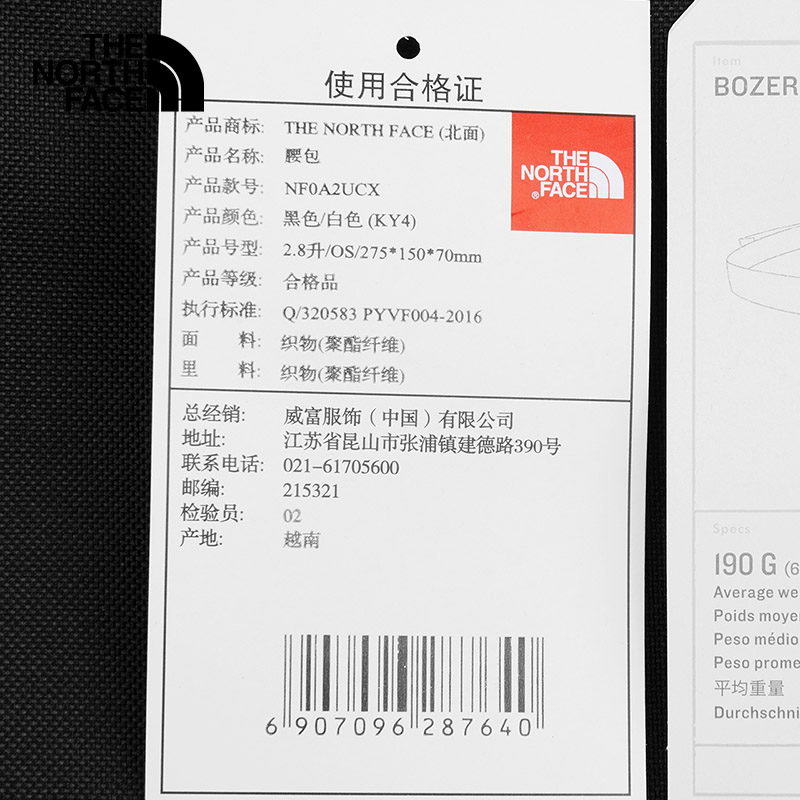 THE
NORTH
FACE
使用合格证
产品商标: THE NORTH FACE (北面)
产品名称: 腰包
产品款号: NF0A2UCX
产品颜色: 黑色/白色 (KY4)
产品号型: 2.8升/OS/275*150*70mm
产品等级: 合格品
执行标准: Q/320583 PYVF004-2016
面 料: 织物(聚酯纤维)
里 料: 织物(聚酯纤维)
THE
NORTH
FACE
®
总经销: 威富服饰（中国）有限公司
地址: 江苏省昆山市张浦镇建德路390号
联系电话: 021-61705600
邮编: 215321
检验员: 02
产地: 越南
6 907096 287640
Item
BOZER
Specs
190 G (6
Average we
Poids moye
Peso médio
Peso prome
平均重量
Durchschni